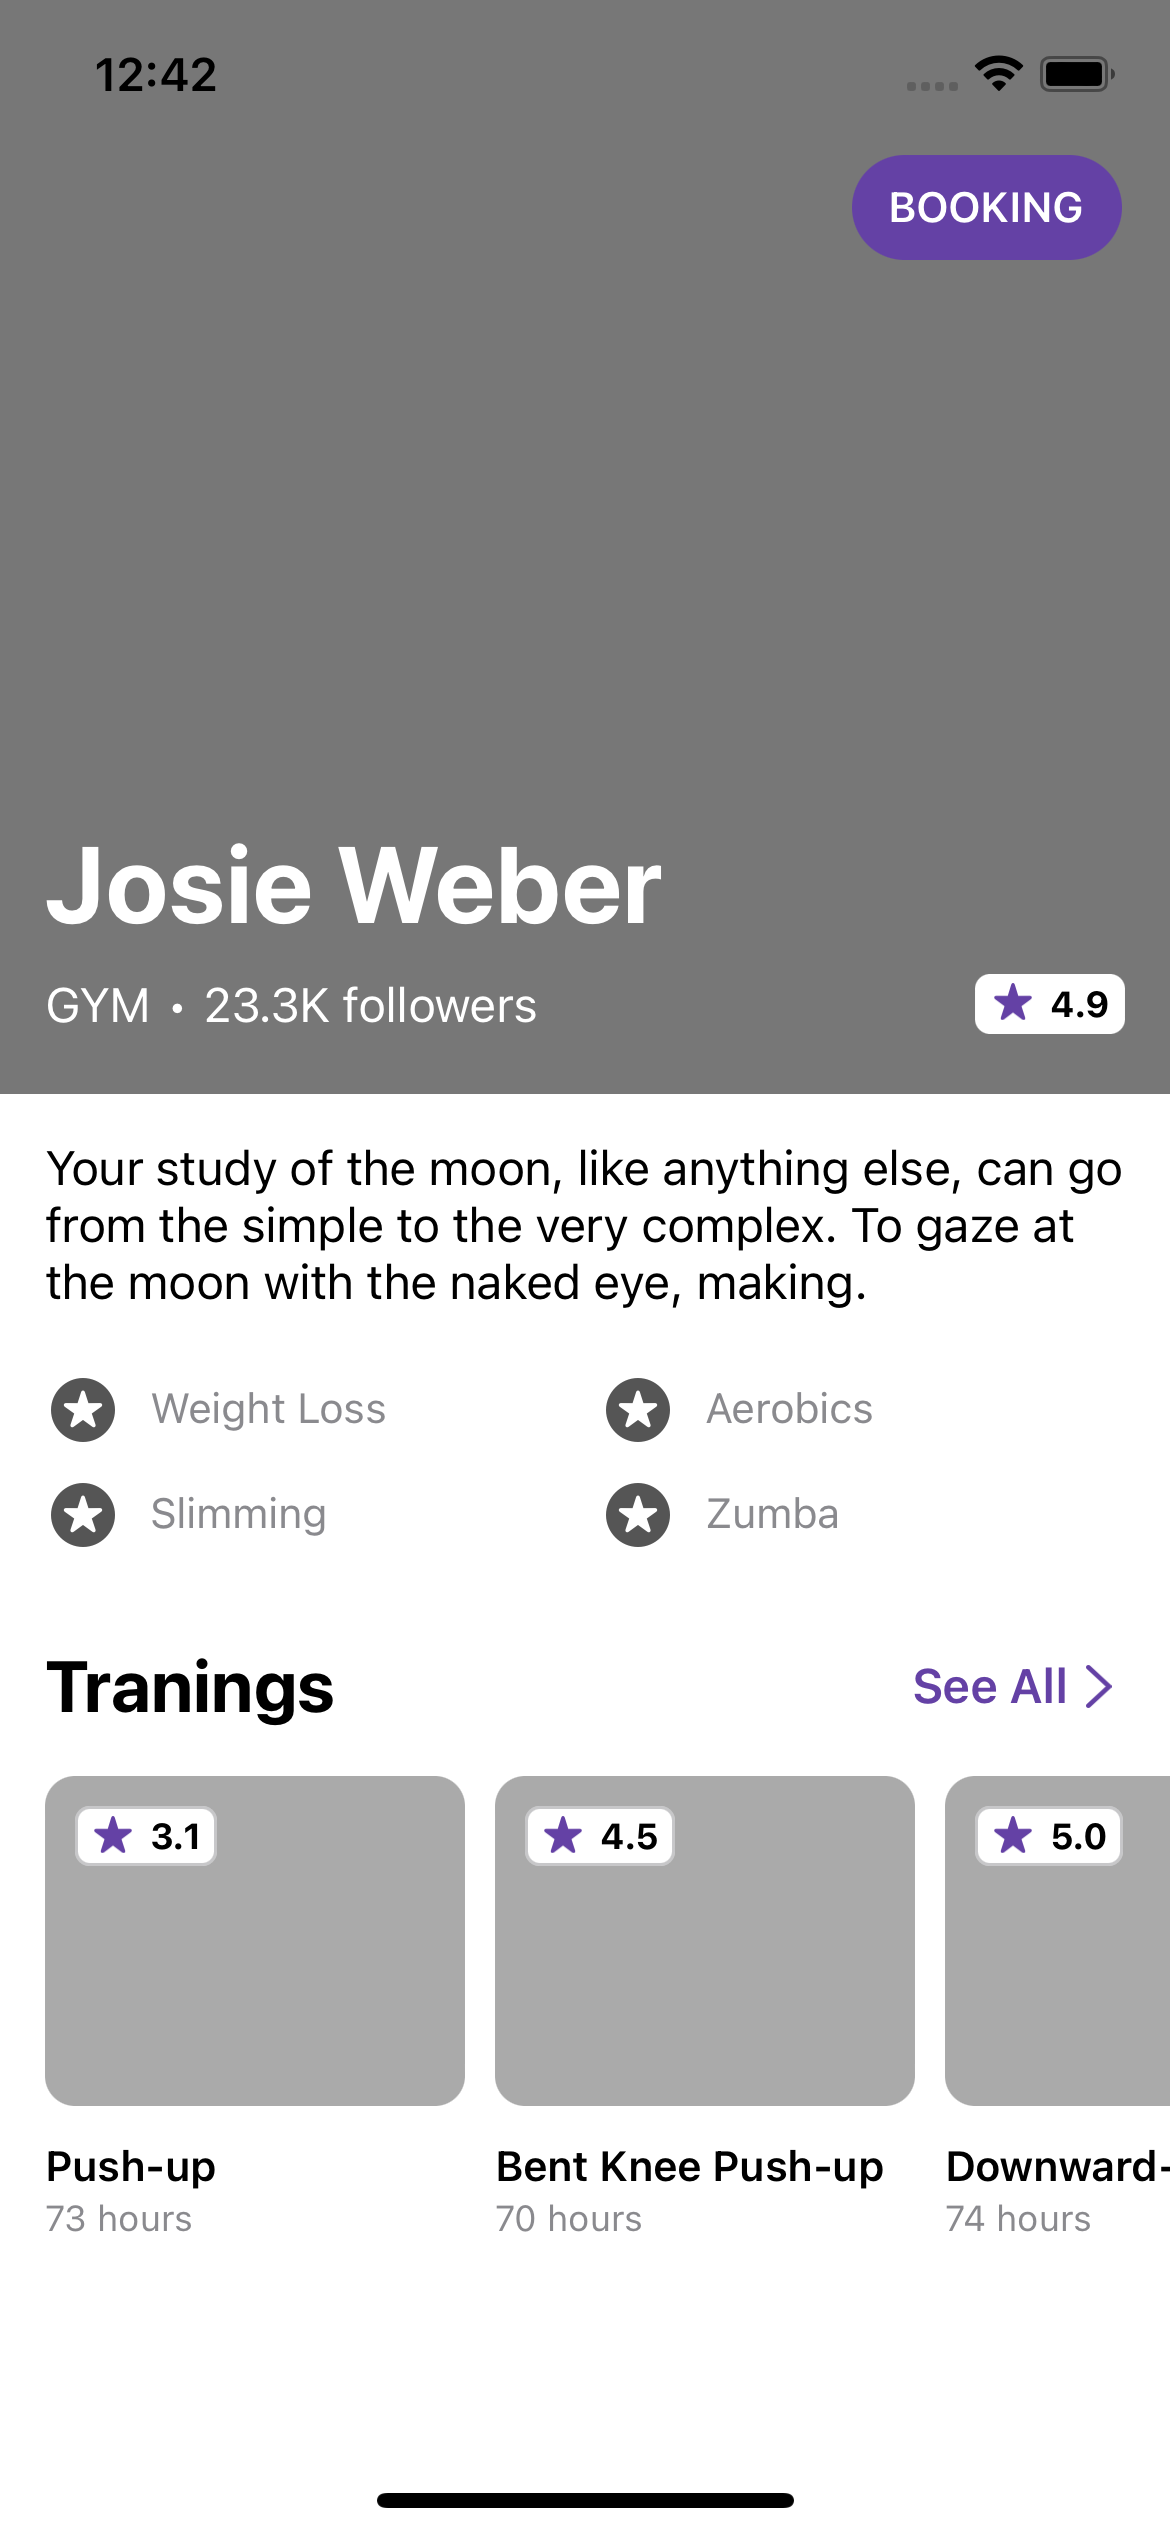 12:42
BOOKING
Josie Weber
GYM • 23.3K followers
4.9
Your study of the moon, like anything else, can go
from the simple to the very complex. To gaze at
the moon with the naked eye, making.
Weight Loss
Aerobics
Slimming
Zumba
Tranings
See All
3.1
4.5
5.0
Push-up
Bent Knee Push-up
Downward-
73 hours
70 hours
74 hours